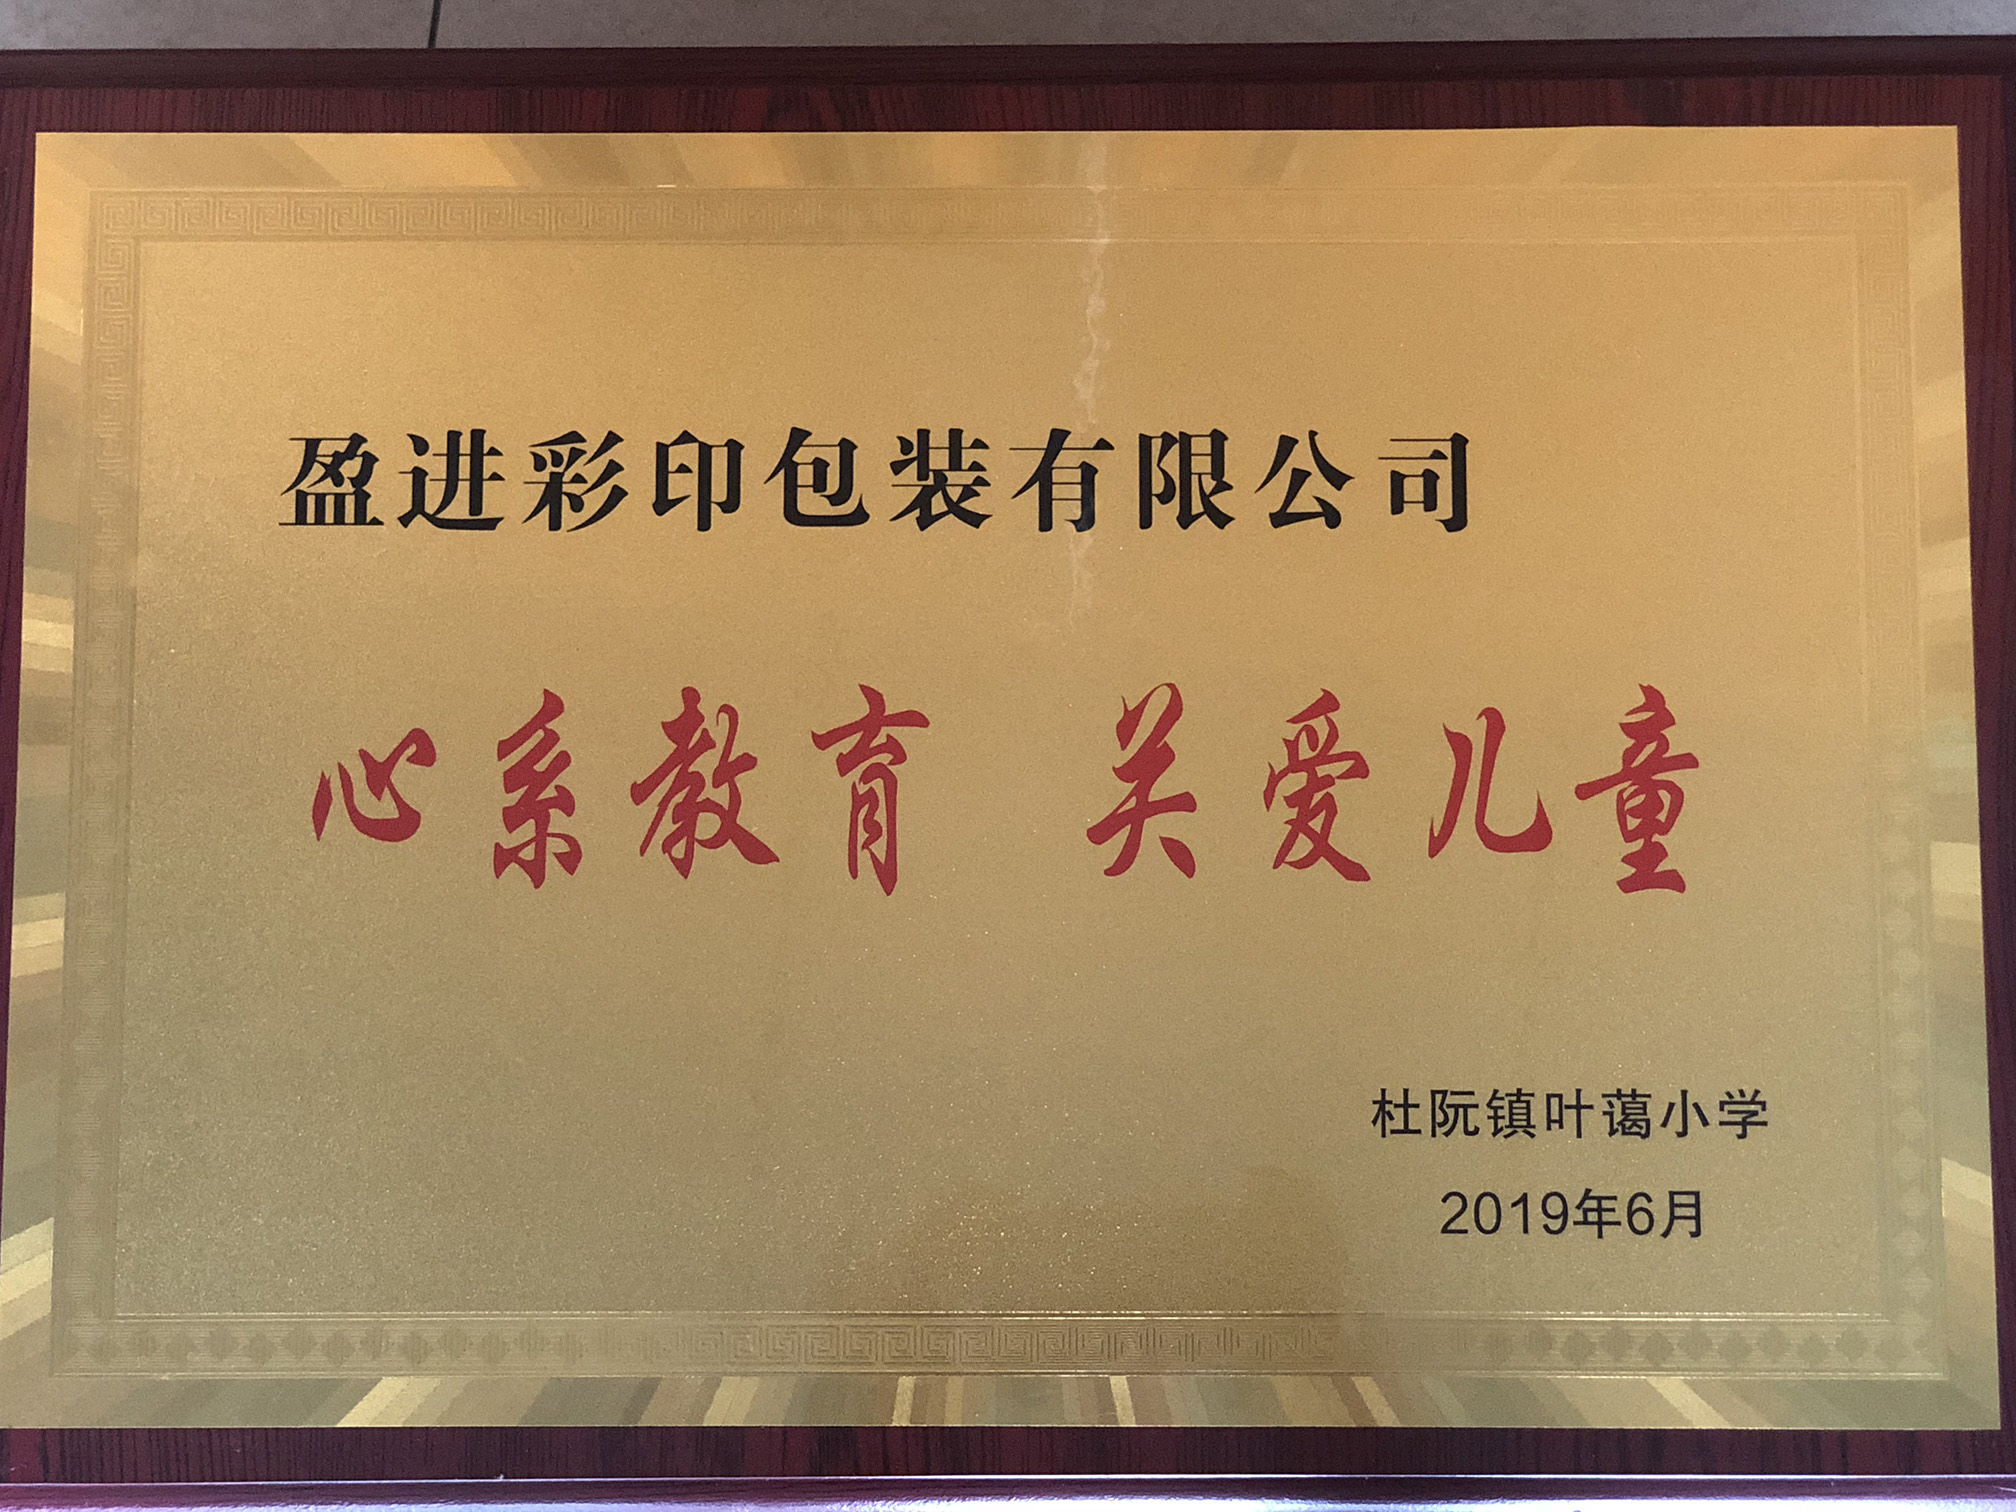 盈进彩印包装有限公司
心系教育 关爱儿童
杜阮镇叶蔼小学
2019年6月